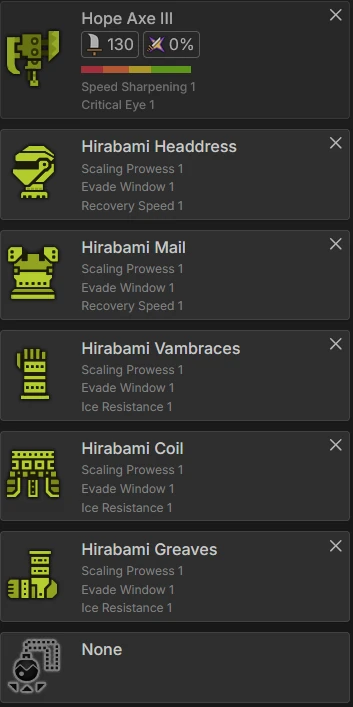 Hope Axe III
130 0%
Speed Sharpening 1
Critical Eye 1
Hirabami Headdress
Scaling Prowess 1
Evade Window 1
Recovery Speed 1
Hirabami Mail
Scaling Prowess 1
Evade Window 1
Recovery Speed 1
Hirabami Vambraces
Scaling Prowess 1
Evade Window 1
Ice Resistance 1
Hirabami Coil
Scaling Prowess 1
Evade Window 1
Ice Resistance 1
Hirabami Greaves
Scaling Prowess 1
Evade Window 1
Ice Resistance 1
None